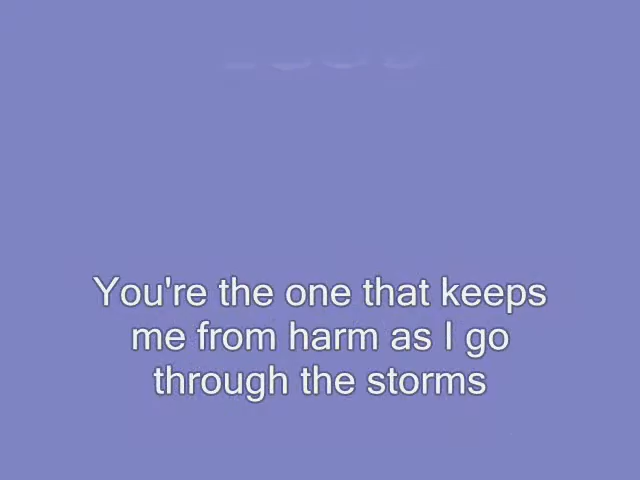 You're the one that keeps
me from harm as I go
through the storms